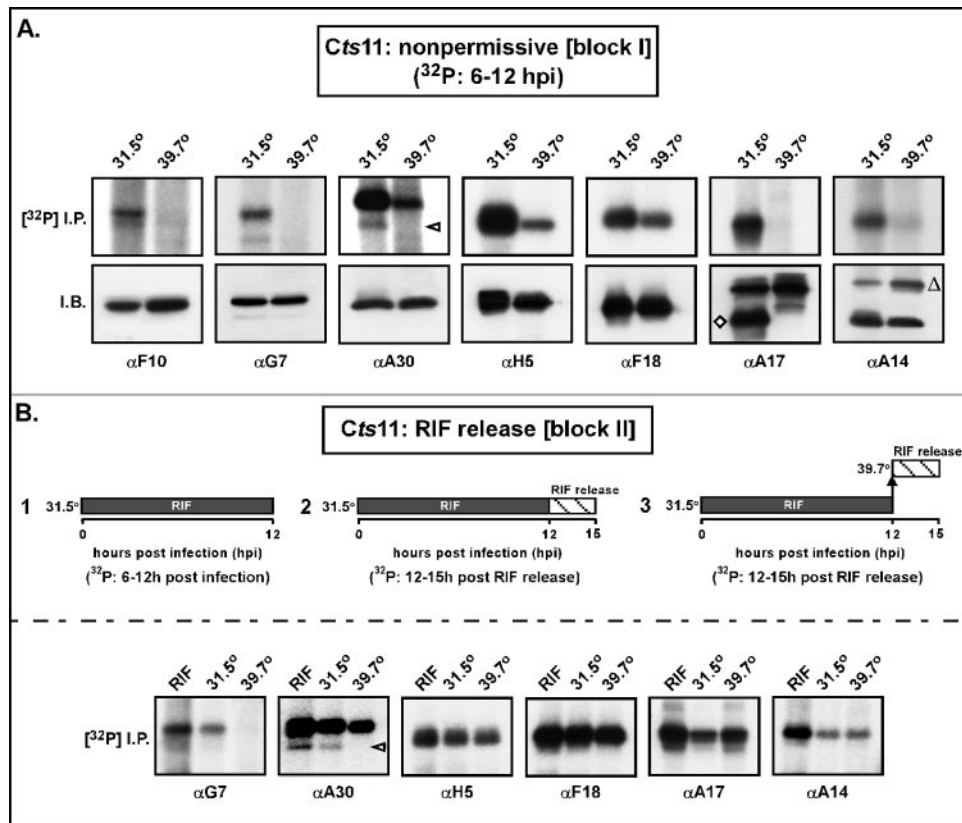 A.
Cts11: nonpermissive [block I]
(³²P: 6-12 hpi)
31.5° 39.7° 31.5° 39.7° 31.5° 39.7° 31.5° 39.7° 31.5° 39.7° 31.5° 39.7° 31.5° 39.7°
[³²P] I.P.
I.B.
αF10 αG7 αA30 αH5 αF18 αA17 αA14
B.
Cts11: RIF release [block II]
RIF release
39.7°
RIF release
1 31.5° RIF 2 31.5° RIF 3 31.5° RIF
0 12 0 12 15 0 12 15
hours post infection (hpi) hours post infection (hpi) hours post infection (hpi)
(³²P: 6-12h post infection) (³²P: 12-15h post RIF release) (³²P: 12-15h post RIF release)
RIF 31.5° 39.7° RIF 31.5° 39.7° RIF 31.5° 39.7° RIF 31.5° 39.7° RIF 31.5° 39.7° RIF 31.5° 39.7°
[³²P] I.P.
αG7 αA30 αH5 αF18 αA17 αA14